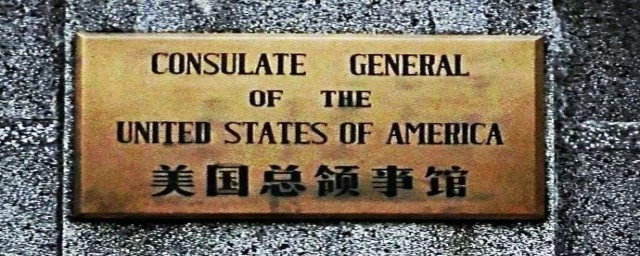 CONSULATE GENERAL
OF THE
UNITED STATES OF AMERICA
美国总领事馆